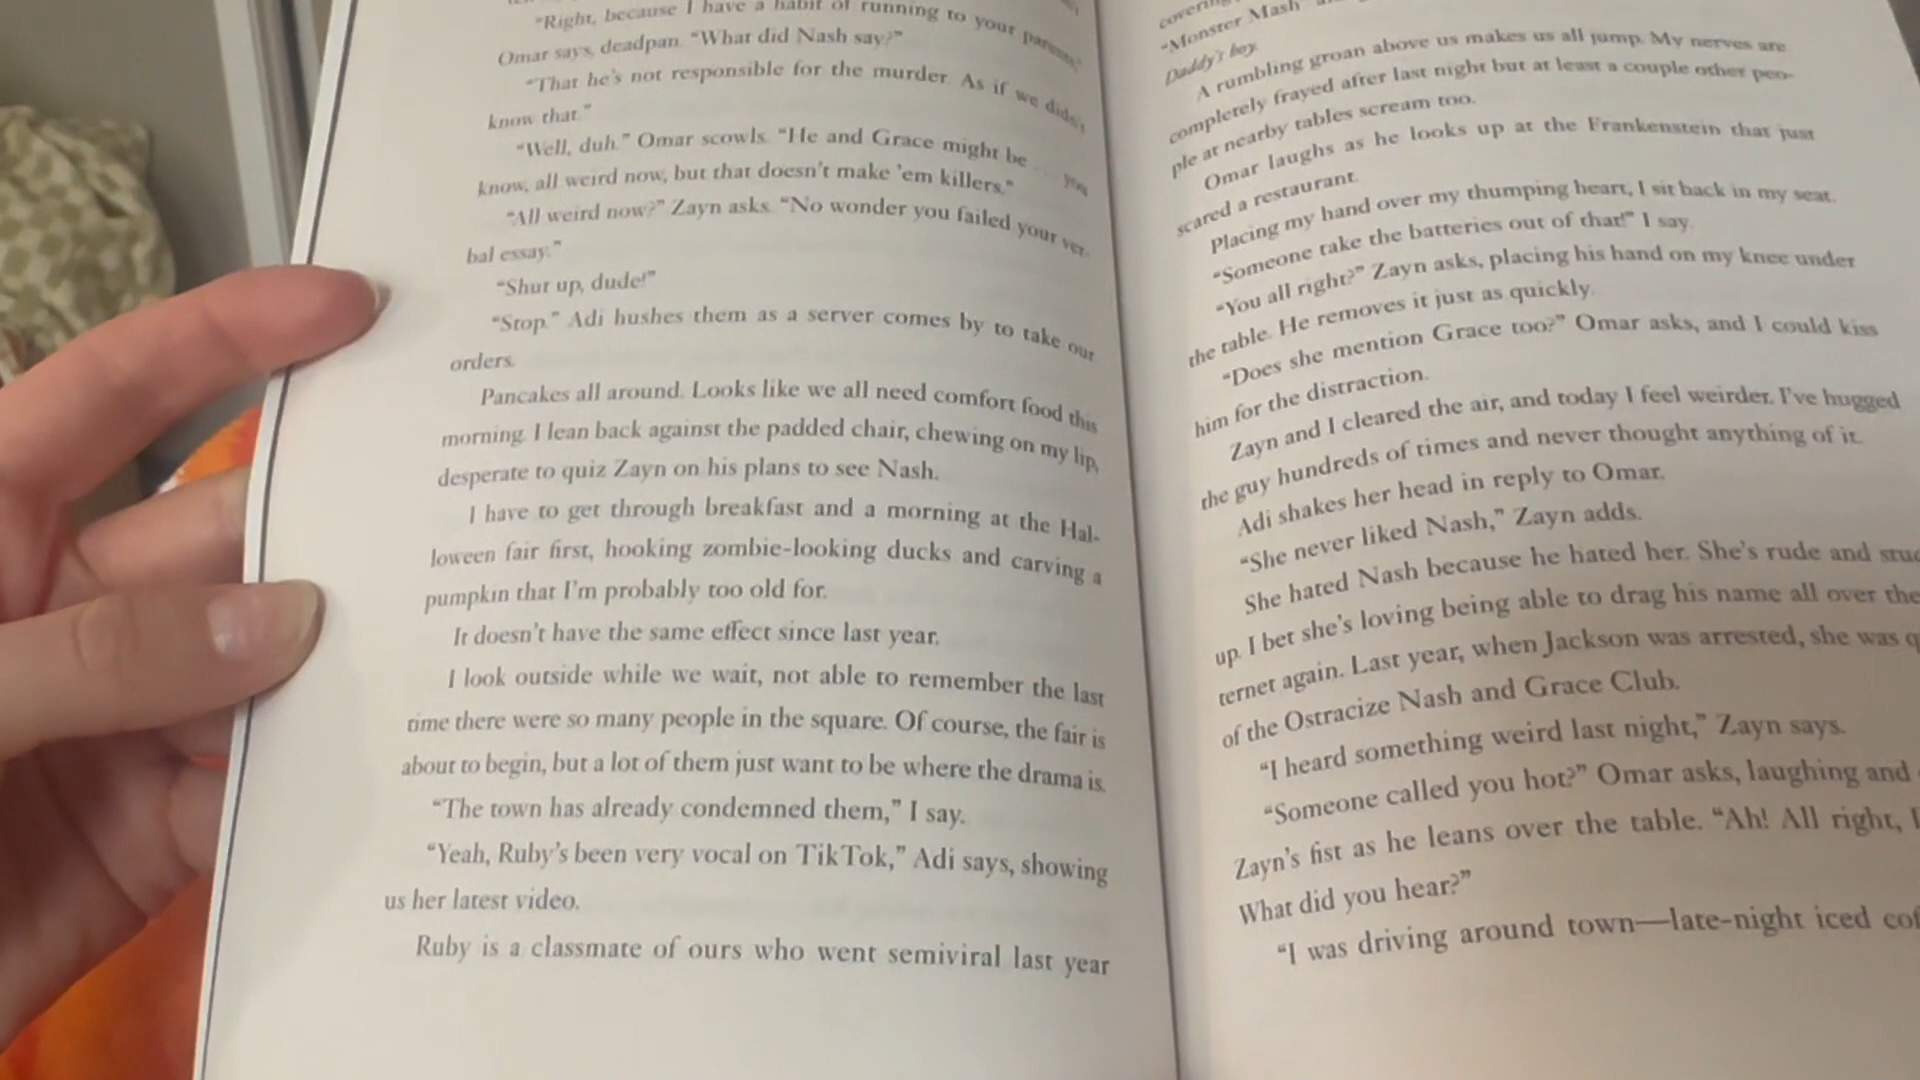 "Right, because I have a habit of running to your parents,"
Omar says, deadpan. "What did Nash say?"
"That he's not responsible for the murder. As if we didn't
know that."
"Well, duh." Omar scowls. "He and Grace might be . . . you
know, all weird now, but that doesn't make 'em killers."
"All weird now?" Zayn asks. "No wonder you failed your ver-
bal essay."
"Shut up, dude!"
"Stop." Adi hushes them as a server comes by to take our
orders.
Pancakes all around. Looks like we all need comfort food this
morning. I lean back against the padded chair, chewing on my lip,
desperate to quiz Zayn on his plans to see Nash.
I have to get through breakfast and a morning at the Hal-
loween fair first, hooking zombie-looking ducks and carving a
pumpkin that I'm probably too old for.
It doesn't have the same effect since last year.
I look outside while we wait, not able to remember the last
time there were so many people in the square. Of course, the fair is
about to begin, but a lot of them just want to be where the drama is.
"The town has already condemned them," I say.
"Yeah, Ruby's been very vocal on TikTok," Adi says, showing
us her latest video.
Ruby is a classmate of ours who went semiviral last year
covering
"Monster Mash"
Daddy's boy.
A rumbling groan above us makes us all jump. My nerves are
completely frayed after last night but at least a couple other peo-
ple at nearby tables scream too.
Omar laughs as he looks up at the Frankenstein that just
scared a restaurant.
Placing my hand over my thumping heart, I sit back in my seat.
"Someone take the batteries out of that!" I say.
"You all right?" Zayn asks, placing his hand on my knee under
the table. He removes it just as quickly.
"Does she mention Grace too?" Omar asks, and I could kiss
him for the distraction.
Zayn and I cleared the air, and today I feel weirder. I've hugged
the guy hundreds of times and never thought anything of it.
Adi shakes her head in reply to Omar.
"She never liked Nash," Zayn adds.
She hated Nash because he hated her. She's rude and stuc
up. I bet she's loving being able to drag his name all over the
ternet again. Last year, when Jackson was arrested, she was q
of the Ostracize Nash and Grace Club.
"I heard something weird last night," Zayn says.
"Someone called you hot?" Omar asks, laughing and
Zayn's fist as he leans over the table. "Ah! All right, I
What did you hear?"
"I was driving around town—late-night iced cof